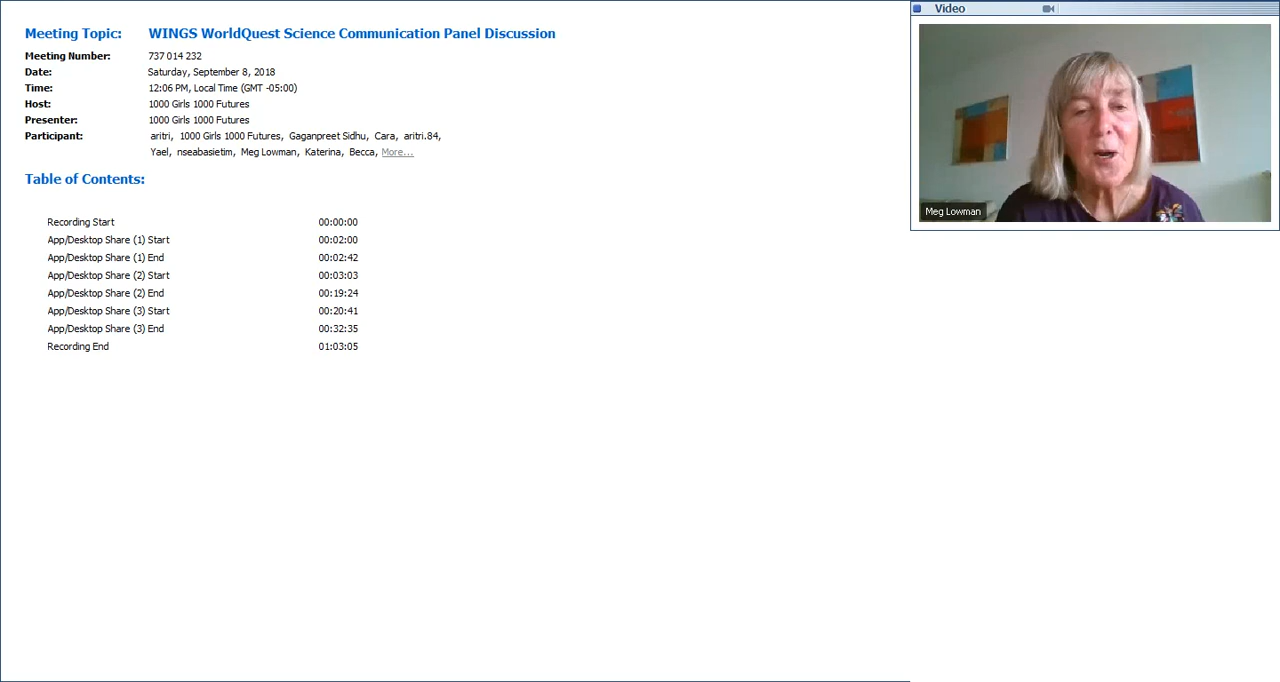 Meeting Topic: WINGS WorldQuest Science Communication Panel Discussion
Meeting Number: 737 014 232
Date: Saturday, September 8, 2018
Time: 12:06 PM, Local Time (GMT -05:00)
Host: 1000 Girls 1000 Futures
Presenter: 1000 Girls 1000 Futures
Participant: aritri, 1000 Girls 1000 Futures, Gaganpreet Sidhu, Cara, aritri.84,
Yael, nseabasietim, Meg Lowman, Katerina, Becca, More...
Table of Contents:
Recording Start 00:00:00
App/Desktop Share (1) Start 00:02:00
App/Desktop Share (1) End 00:02:42
App/Desktop Share (2) Start 00:03:03
App/Desktop Share (2) End 00:19:24
App/Desktop Share (3) Start 00:20:41
App/Desktop Share (3) End 00:32:35
Recording End 01:03:05
Video
Meg Lowman